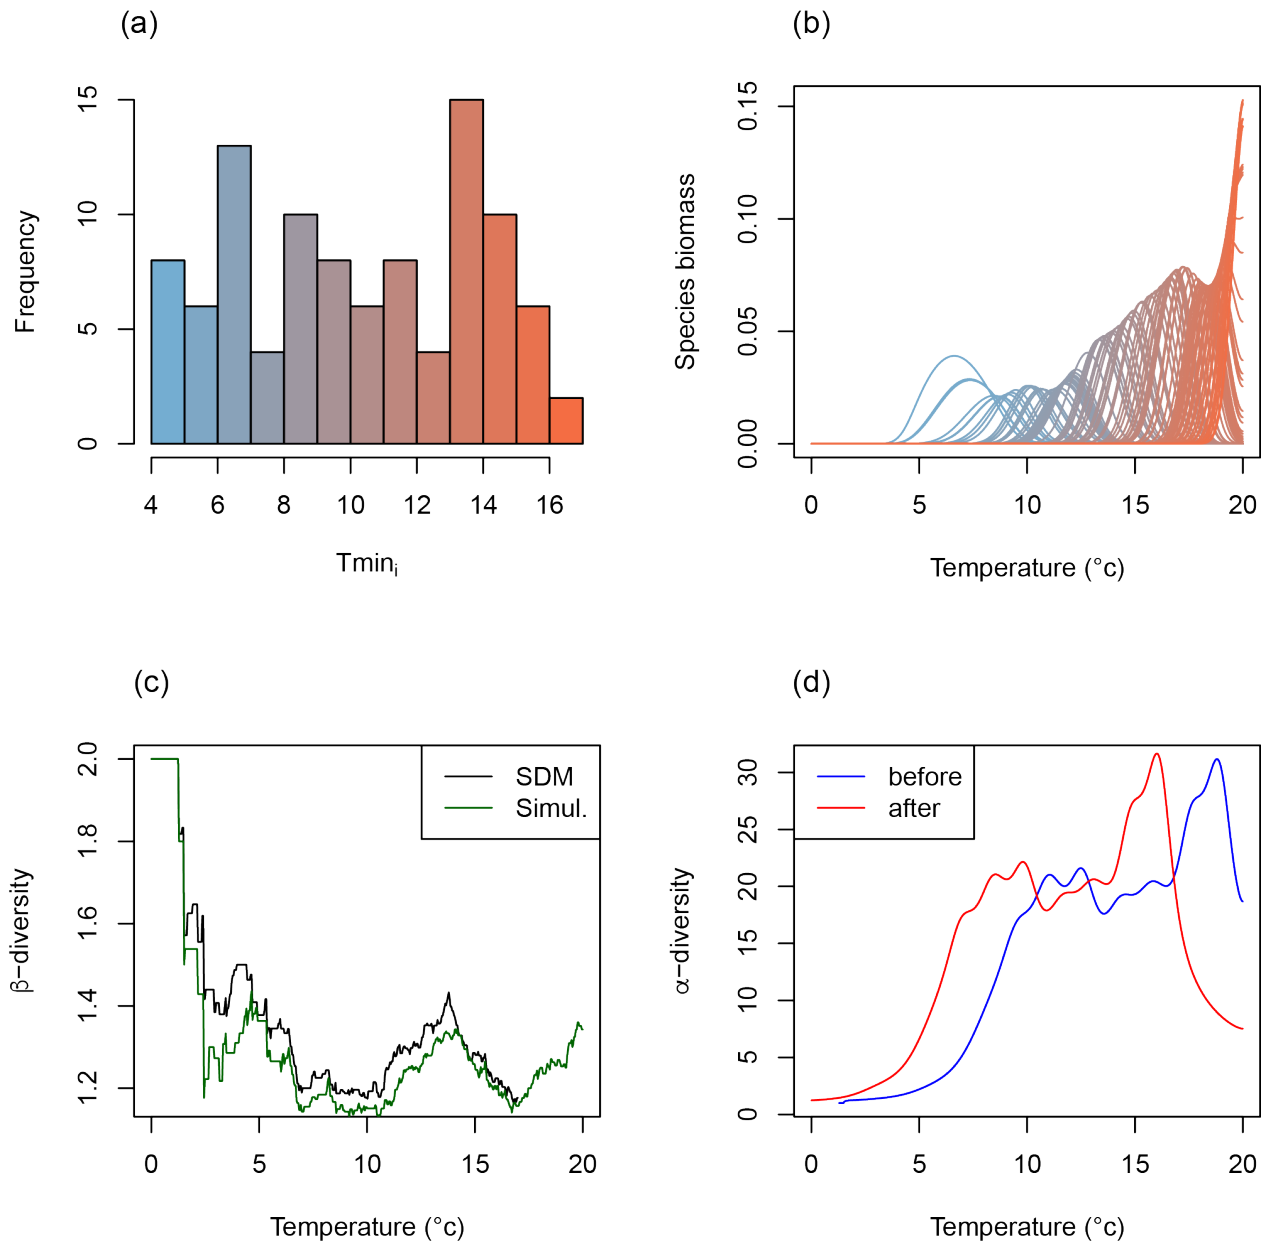 (a)
Frequency
15
10
5
0
4 6 8 10 12 14 16
Tmin_i
(b)
Species biomass
0.15
0.10
0.05
0.00
0 5 10 15 20
Temperature (°c)
(c)
β−diversity
2.0
1.8
1.6
1.4
1.2
SDM
Simul.
0 5 10 15 20
Temperature (°c)
(d)
α−diversity
30
25
20
15
10
5
0
before
after
0 5 10 15 20
Temperature (°c)